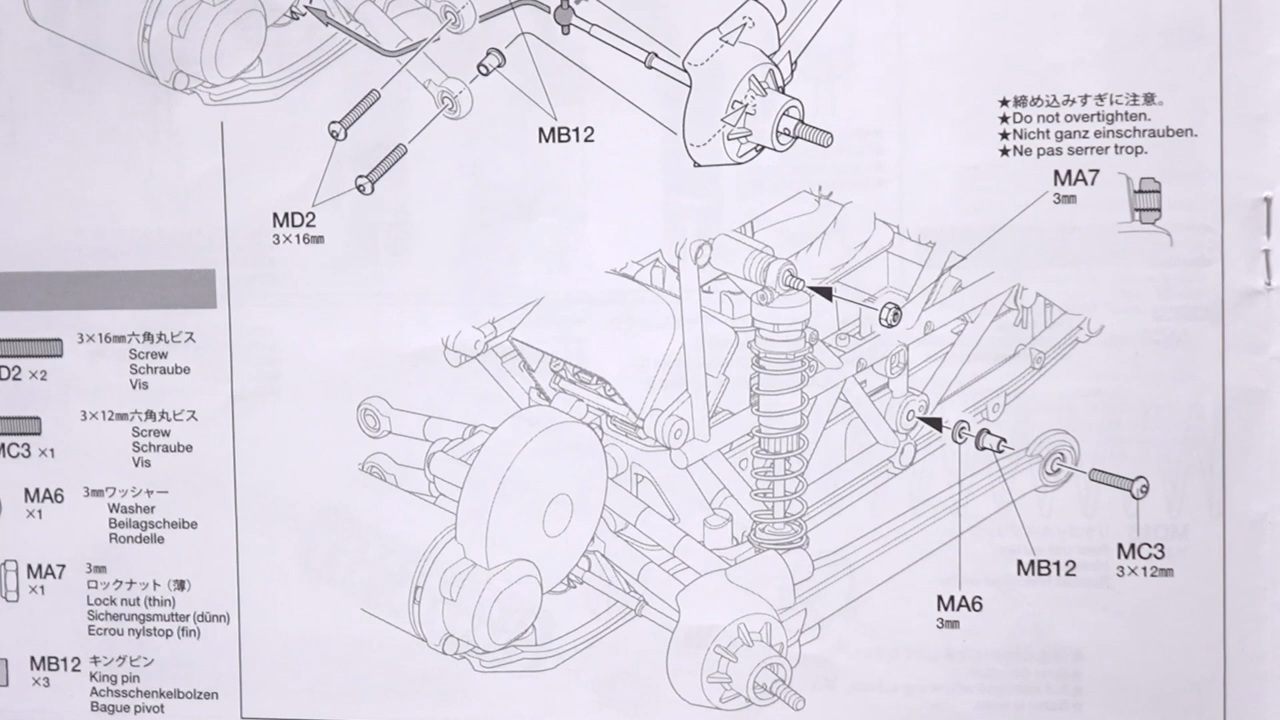 MB12
MD2
3×16㎜
★締め込みすぎに注意。
★Do not overtighten.
★Nicht ganz einschrauben.
★Ne pas serrer trop.
MA7
3㎜
MC3
3×12㎜
MB12
MA6
3㎜
3×16㎜六角丸ビス
Screw
Schraube
Vis
D2 ×2
3×12㎜六角丸ビス
Screw
Schraube
Vis
MC3 ×1
MA6
×1
3㎜ワッシャー
Washer
Beilagscheibe
Rondelle
MA7
×1
3㎜
ロックナット（薄）
Lock nut (thin)
Sicherungsmutter (dünn)
Ecrou nylstop (fin)
MB12
×3
キングピン
King pin
Achsschenkelbolzen
Bague pivot